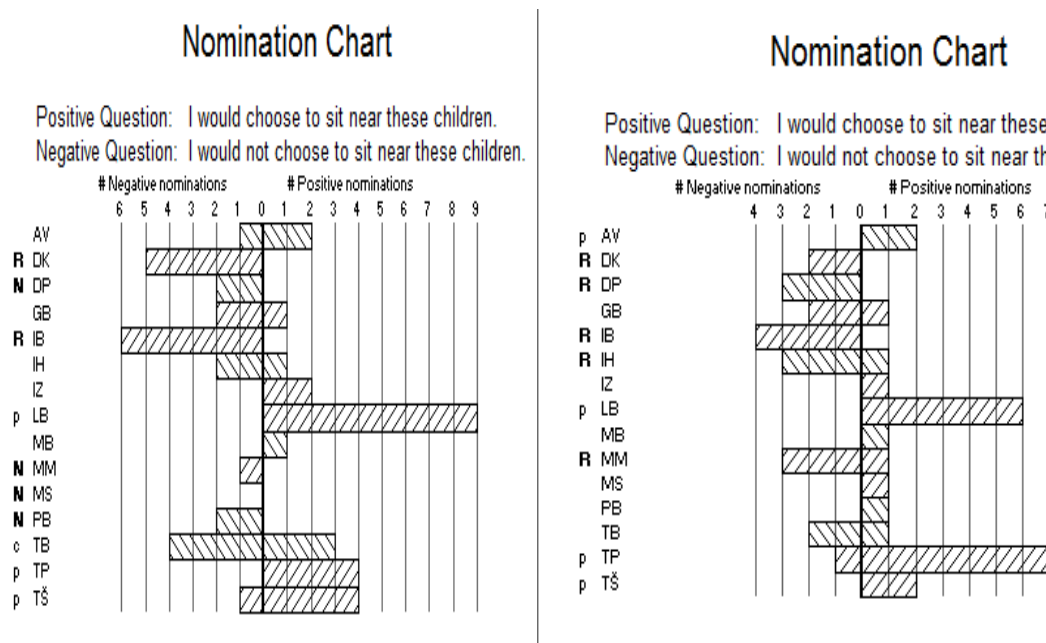 Nomination Chart
Positive Question: I would choose to sit near these children.
Negative Question: I would not choose to sit near these children.
# Negative nominations # Positive nominations
6 5 4 3 2 1 0 1 2 3 4 5 6 7 8 9
AV
R DK
N DP
GB
R IB
IH
IZ
p LB
MB
N MM
N MS
N PB
c TB
p TP
p TŠ
Nomination Chart
Positive Question: I would choose to sit near these
Negative Question: I would not choose to sit near th
# Negative nominations # Positive nominations
4 3 2 1 0 1 2 3 4 5 6 7
p AV
R DK
R DP
GB
R IB
R IH
IZ
p LB
MB
R MM
MS
PB
TB
p TP
p TŠ